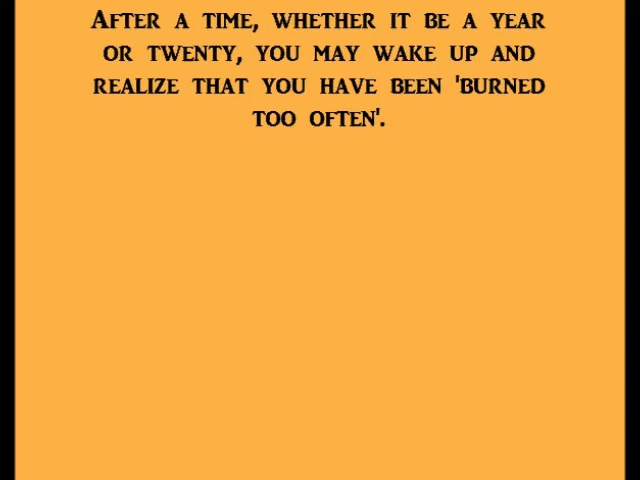 After a time, whether it be a year
or twenty, you may wake up and
realize that you have been 'burned
too often'.